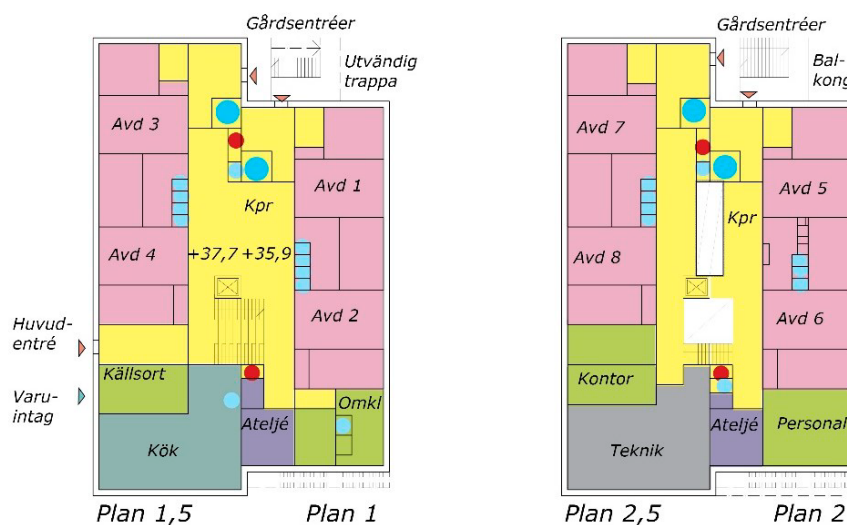 Gårdsentréer
Utvändig
trappa
Avd 3
Avd 1
Kpr
Avd 4
+37,7 +35,9
Avd 2
Huvud-
entré
Källsort
Varu-
intag
Omkl
Ateljé
Kök
Plan 1,5
Plan 1
Gårdsentréer
Bal-
kong
Avd 7
Avd 5
Kpr
Avd 8
Avd 6
Kontor
Ateljé
Personal
Teknik
Plan 2,5
Plan 2